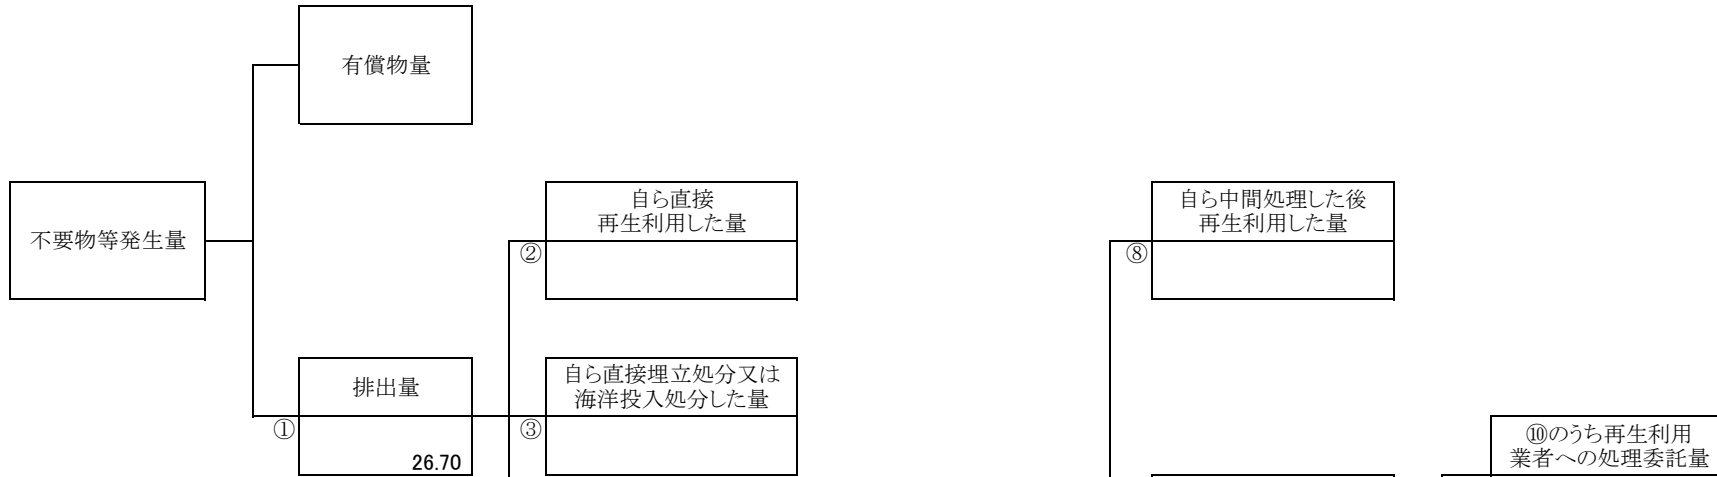 有償物量
不要物等発生量
自ら直接
再生利用した量
②
自ら中間処理した後
再生利用した量
⑧
排出量
①
26.70
自ら直接埋立処分又は
海洋投入処分した量
③
⑩のうち再生利用
業者への処理委託量